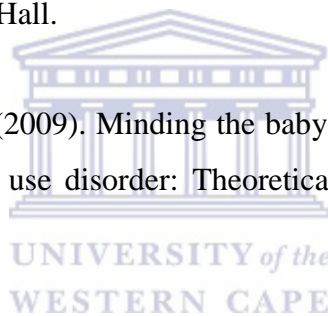 Hall.
(2009). Minding the baby
use disorder: Theoretica
UNIVERSITY of the
WESTERN CAPE